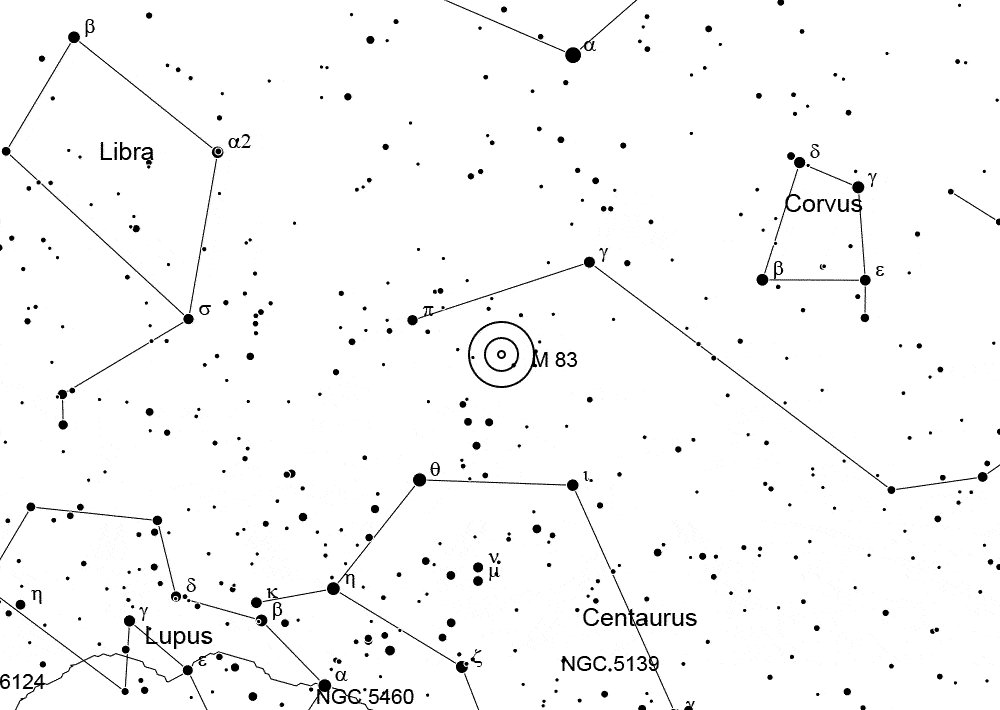 β
α
α2
Libra
δ
γ
Corvus
γ
β
ε
π
σ
M 83
θ
ι
ν
η
μ
δ
κ
η
β
γ
Centaurus
Lupus
ζ
ε
NGC 5139
α
6124
NGC 5460